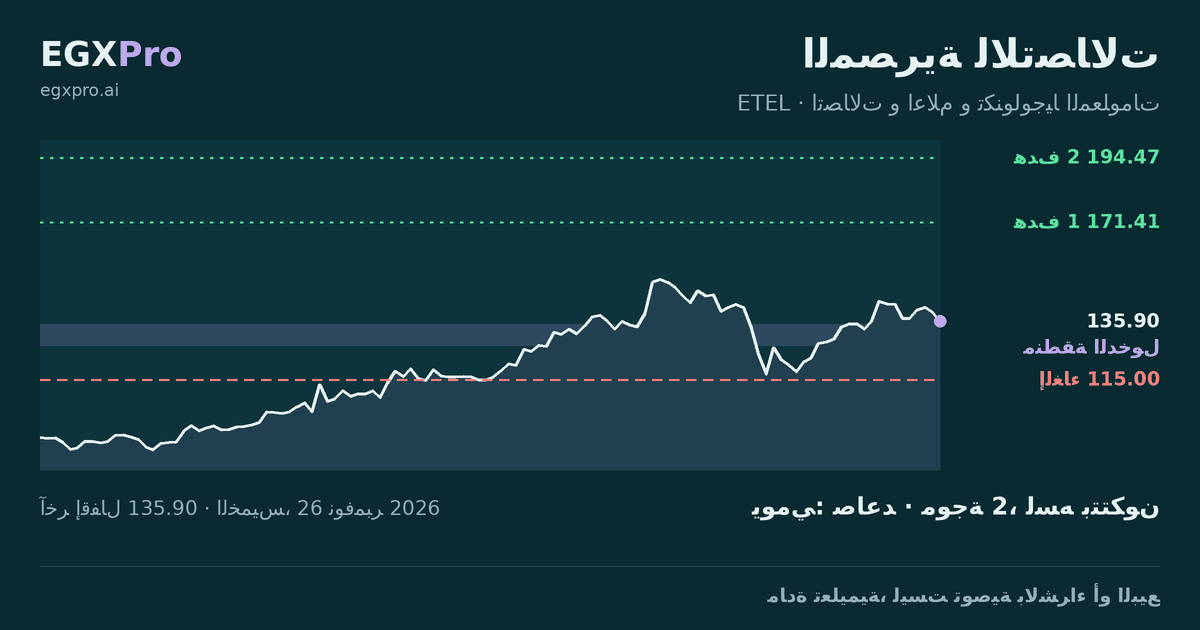 EGXPro
egxpro.ai
المصرية للاتصالات
ETEL · اتصالات و اعلام و تكنولوجيا المعلومات
هدف 2 194.47
هدف 1 171.41
135.90
منطقة الدخول
إلغاء 115.00
آخر إقفال 135.90 · الخميس، 26 نوفمبر 2026
يومي: صاعد · موجة 2، لسه بتتكون
مادة تعليمية، ليست توصية بالشراء أو البيع